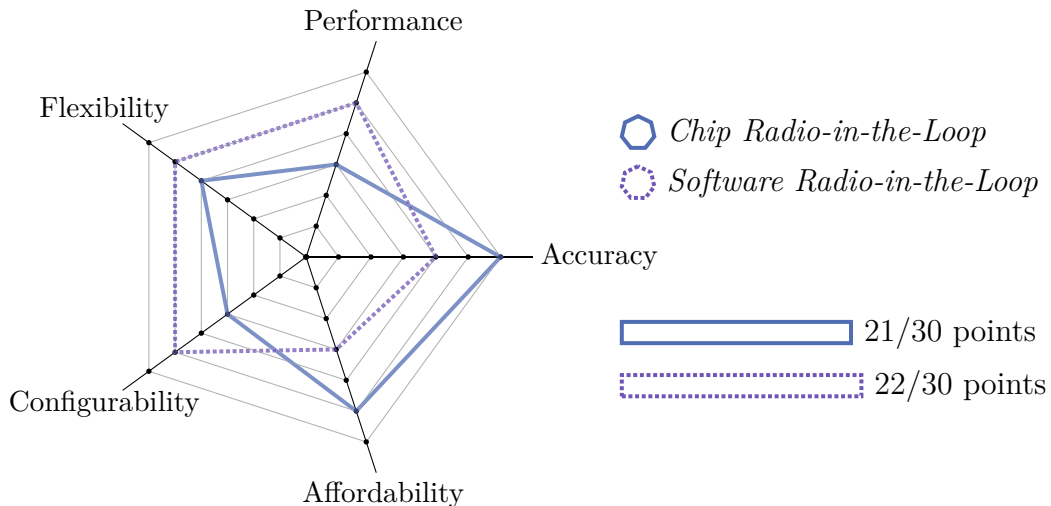 Performance
Flexibility
Chip Radio-in-the-Loop
Software Radio-in-the-Loop
Accuracy
21/30 points
22/30 points
Configurability
Affordability